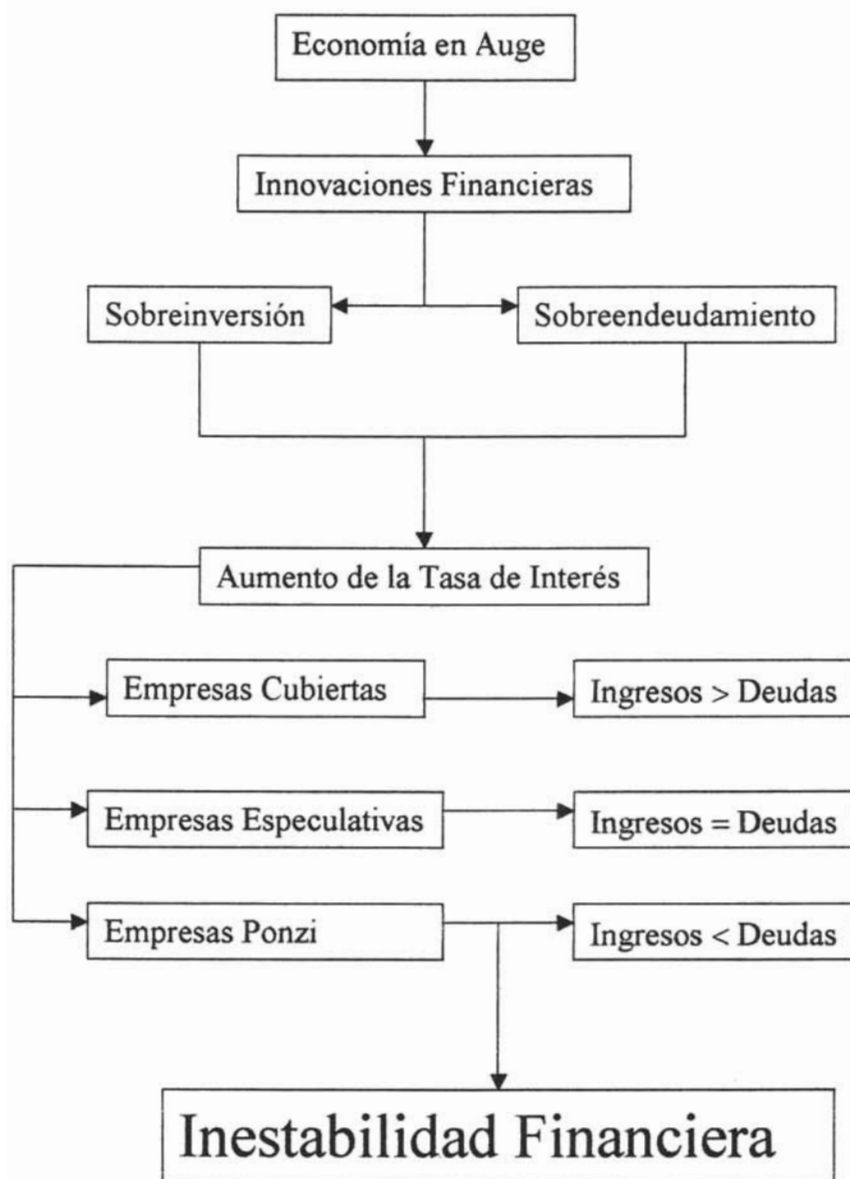 Economía en Auge
Innovaciones Financieras
Sobreinversión
Sobreendeudamiento
Aumento de la Tasa de Interés
Empresas Cubiertas
Ingresos > Deudas
Empresas Especulativas
Ingresos = Deudas
Empresas Ponzi
Ingresos < Deudas
Inestabilidad Financiera